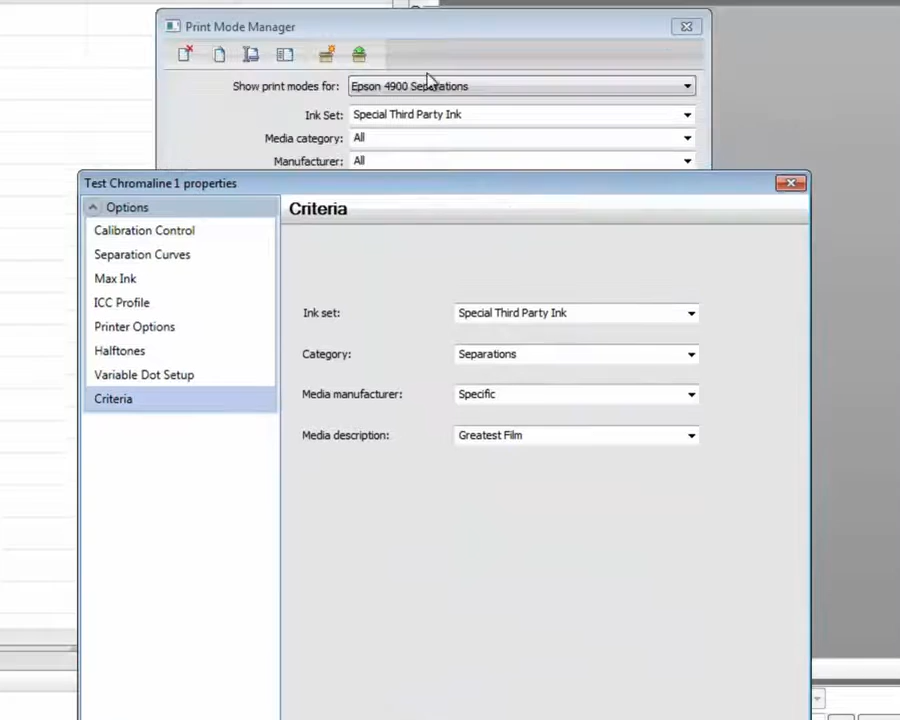 Print Mode Manager
Show print modes for: Epson 4900 Separations
Ink Set: Special Third Party Ink
Media category: All
Manufacturer: All
Test Chromaline 1 properties
Options
Calibration Control
Separation Curves
Max Ink
ICC Profile
Printer Options
Halftones
Variable Dot Setup
Criteria
Criteria
Ink set: Special Third Party Ink
Category: Separations
Media manufacturer: Specific
Media description: Greatest Film